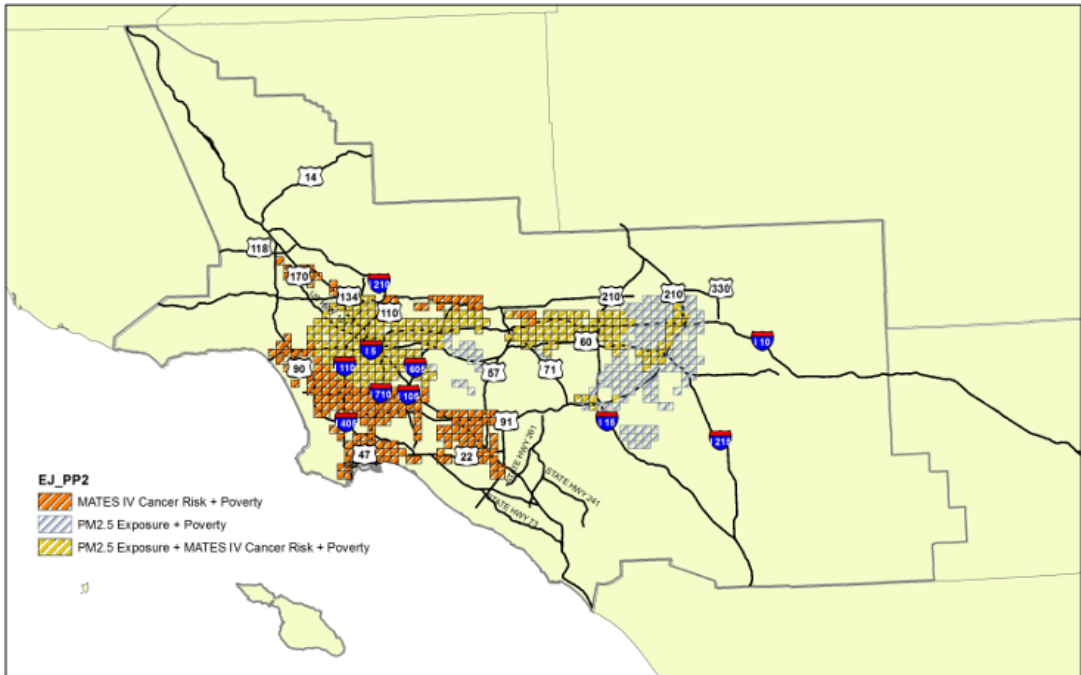 14
118
170
I 210
134
110
210
210
330
I 5
60
I 10
90
I 110
I 605
57
71
I 710
I 105
I 405
91
I 15
I 215
47
22
STATE HWY 261
STATE HWY 241
STATE HWY 73
EJ_PP2
MATES IV Cancer Risk + Poverty
PM2.5 Exposure + Poverty
PM2.5 Exposure + MATES IV Cancer Risk + Poverty